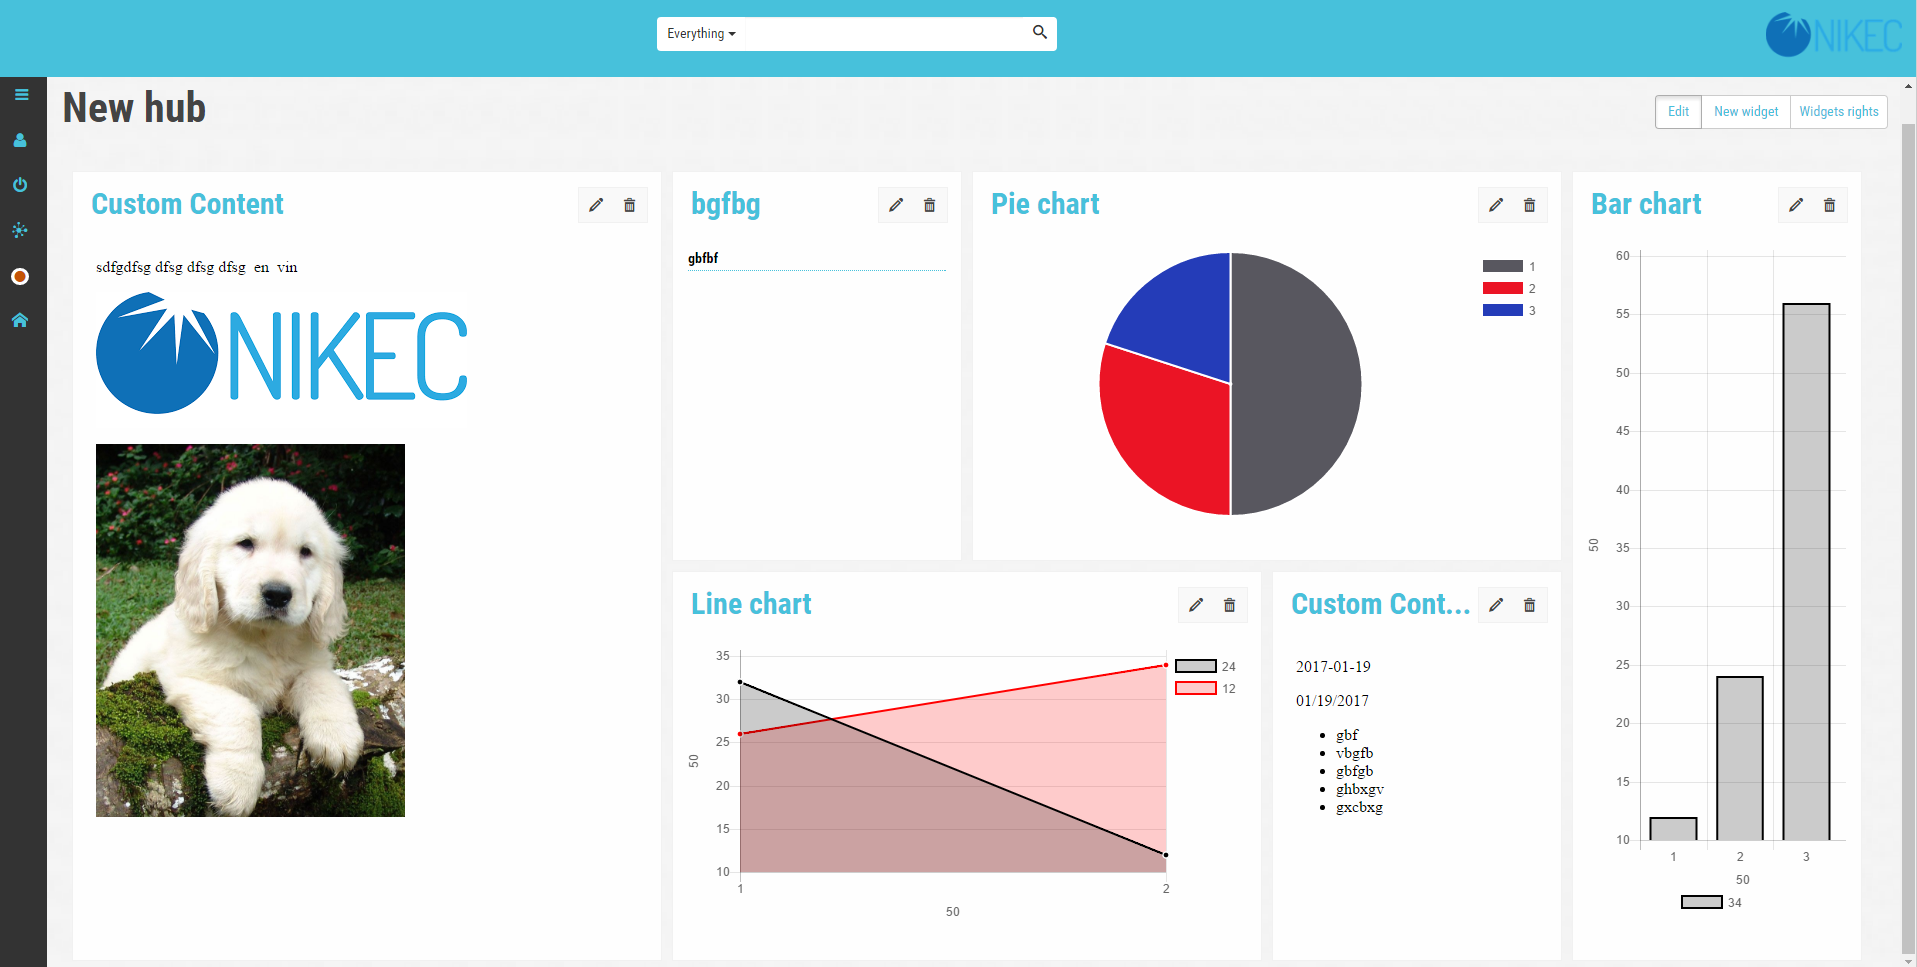 Everything
NIKEC
New hub
Edit
New widget
Widgets rights
Custom Content
sdfgdfsg dfsg dfsg dfsg  en  vin
NIKEC
bgfbg
gbfbf
Pie chart
1
2
3
Bar chart
60
55
50
45
40
35
30
25
20
15
10
50
1
2
3
50
34
Line chart
35
30
25
20
15
10
50
1
2
50
24
12
Custom Cont...
2017-01-19
01/19/2017
gbf
vbgfb
gbfgb
ghbxgv
gxcbxg